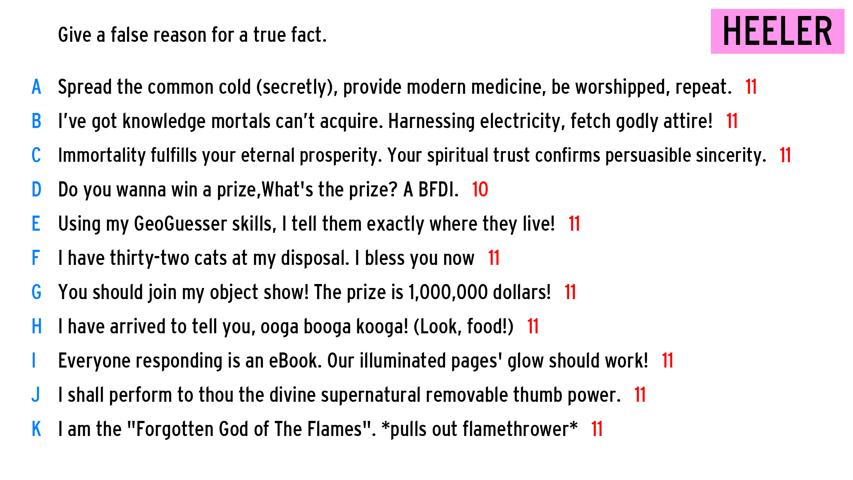 Give a false reason for a true fact.
HEELER
A Spread the common cold (secretly), provide modern medicine, be worshipped, repeat. 11
B I've got knowledge mortals can't acquire. Harnessing electricity, fetch godly attire! 11
C Immortality fulfills your eternal prosperity. Your spiritual trust confirms persuasible sincerity. 11
D Do you wanna win a prize,What's the prize? A BFDI. 10
E Using my GeoGuesser skills, I tell them exactly where they live! 11
F I have thirty-two cats at my disposal. I bless you now 11
G You should join my object show! The prize is 1,000,000 dollars! 11
H I have arrived to tell you, ooga booga kooga! (Look, food!) 11
I Everyone responding is an eBook. Our illuminated pages' glow should work! 11
J I shall perform to thou the divine supernatural removable thumb power. 11
K I am the "Forgotten God of The Flames". *pulls out flamethrower* 11